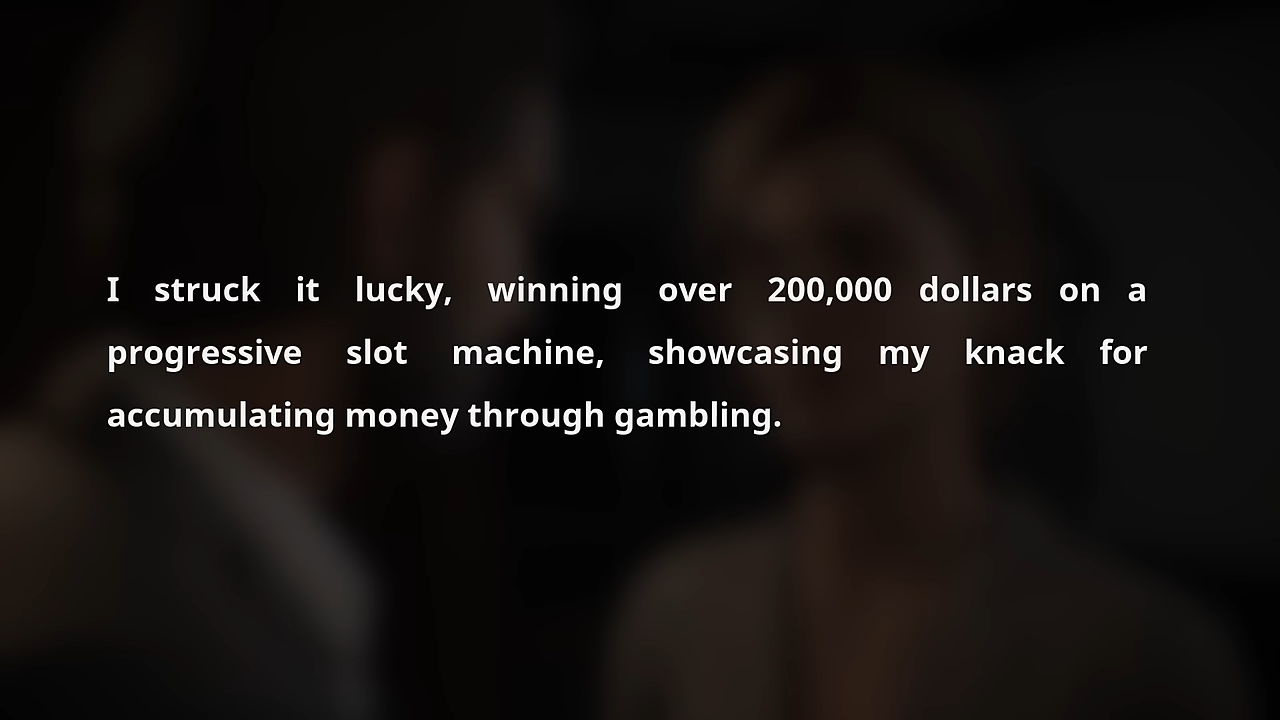 I struck it lucky, winning over 200,000 dollars on a
progressive slot machine, showcasing my knack for
accumulating money through gambling.